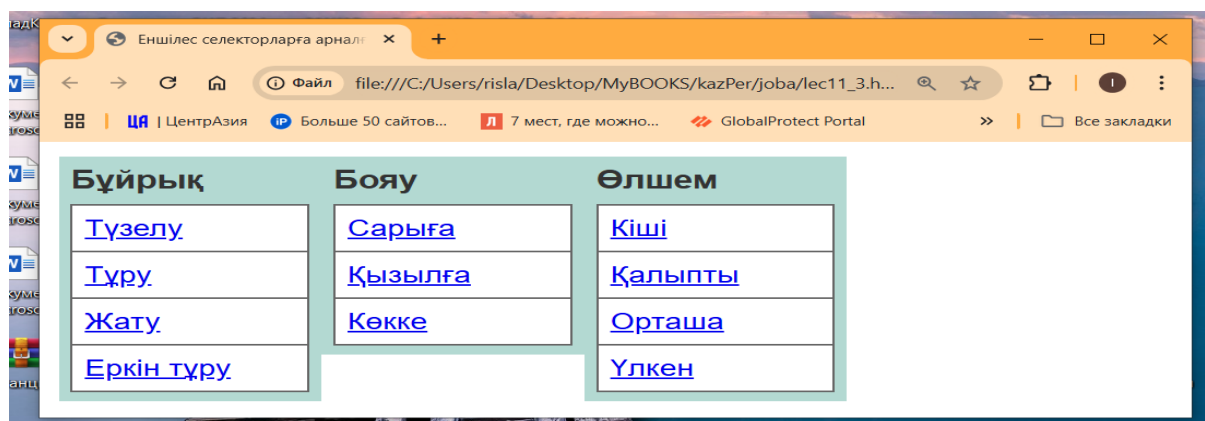 Еншілес селекторларға арналғ
Файл file:///C:/Users/risla/Desktop/MyBOOKS/kazPer/joba/lec11_3.h...
ЦА | ЦентрАзия iP Больше 50 сайтов... Л 7 мест, где можно... GlobalProtect Portal » Все закладки
Бұйрық Бояу Өлшем
Түзелу Сарыға Кіші
Тұру Қызылға Қалыпты
Жату Көкке Орташа
Еркін тұру Үлкен